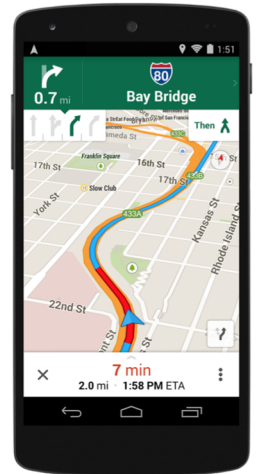 1:51
80
0.7 mi
Bay Bridge
Then
ameda St
433C
Franklin Square
16th St
17th St
17th
433B
Slow Club
York St
433A
Kansas St
Rhode Island St
22nd St
7 min
2.0 mi · 1:58 PM ETA